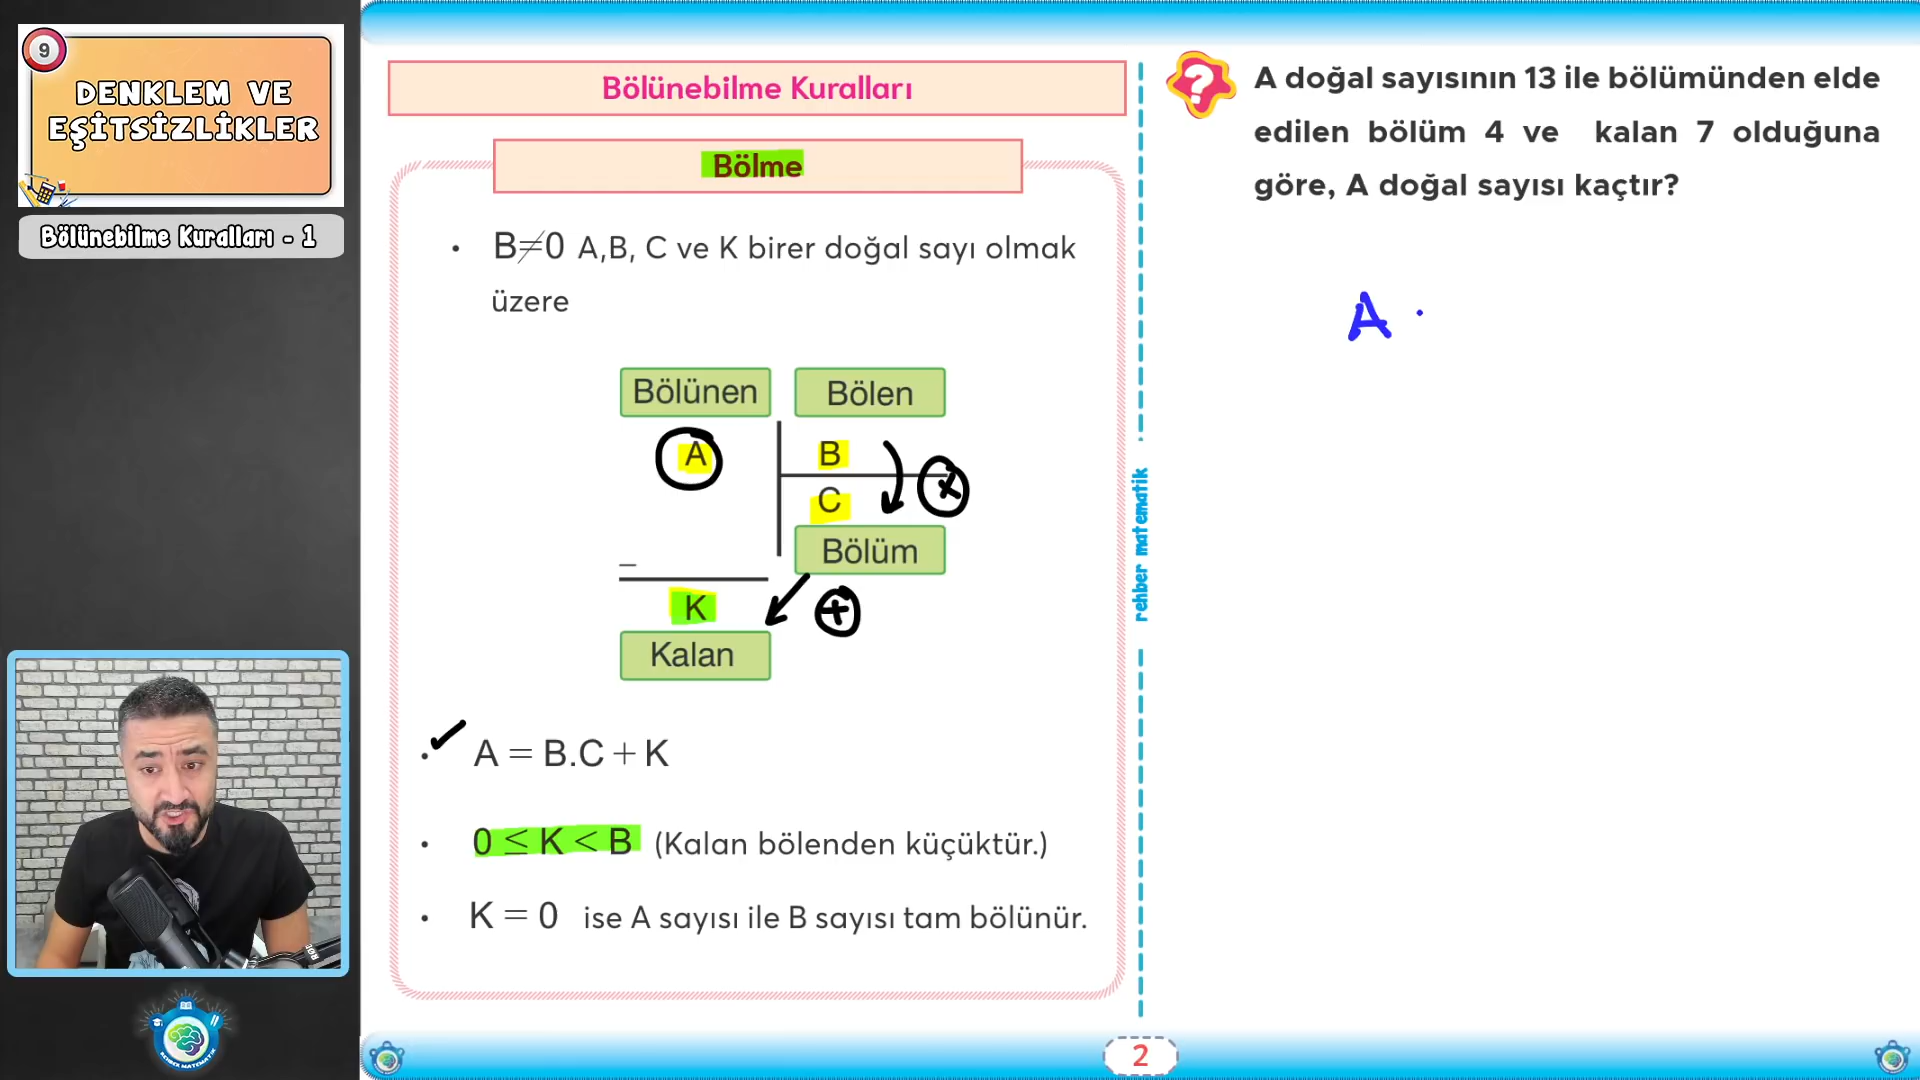 9
DENKLEM VE
EŞİTSİZLİKLER
Bölünebilme Kuralları - 1
Bölünebilme Kuralları
Bölme
• B≠0 A,B, C ve K birer doğal sayı olmak
üzere
Bölünen Bölen
A B
x
C
Bölüm
–
K +
Kalan
• ✓ A = B.C + K
• 0 ≤ K < B (Kalan bölenden küçüktür.)
• K = 0 ise A sayısı ile B sayısı tam bölünür.
rehber matematik
? A doğal sayısının 13 ile bölümünden elde
edilen bölüm 4 ve kalan 7 olduğuna
göre, A doğal sayısı kaçtır?
A
REHBER MATEMATİK
2